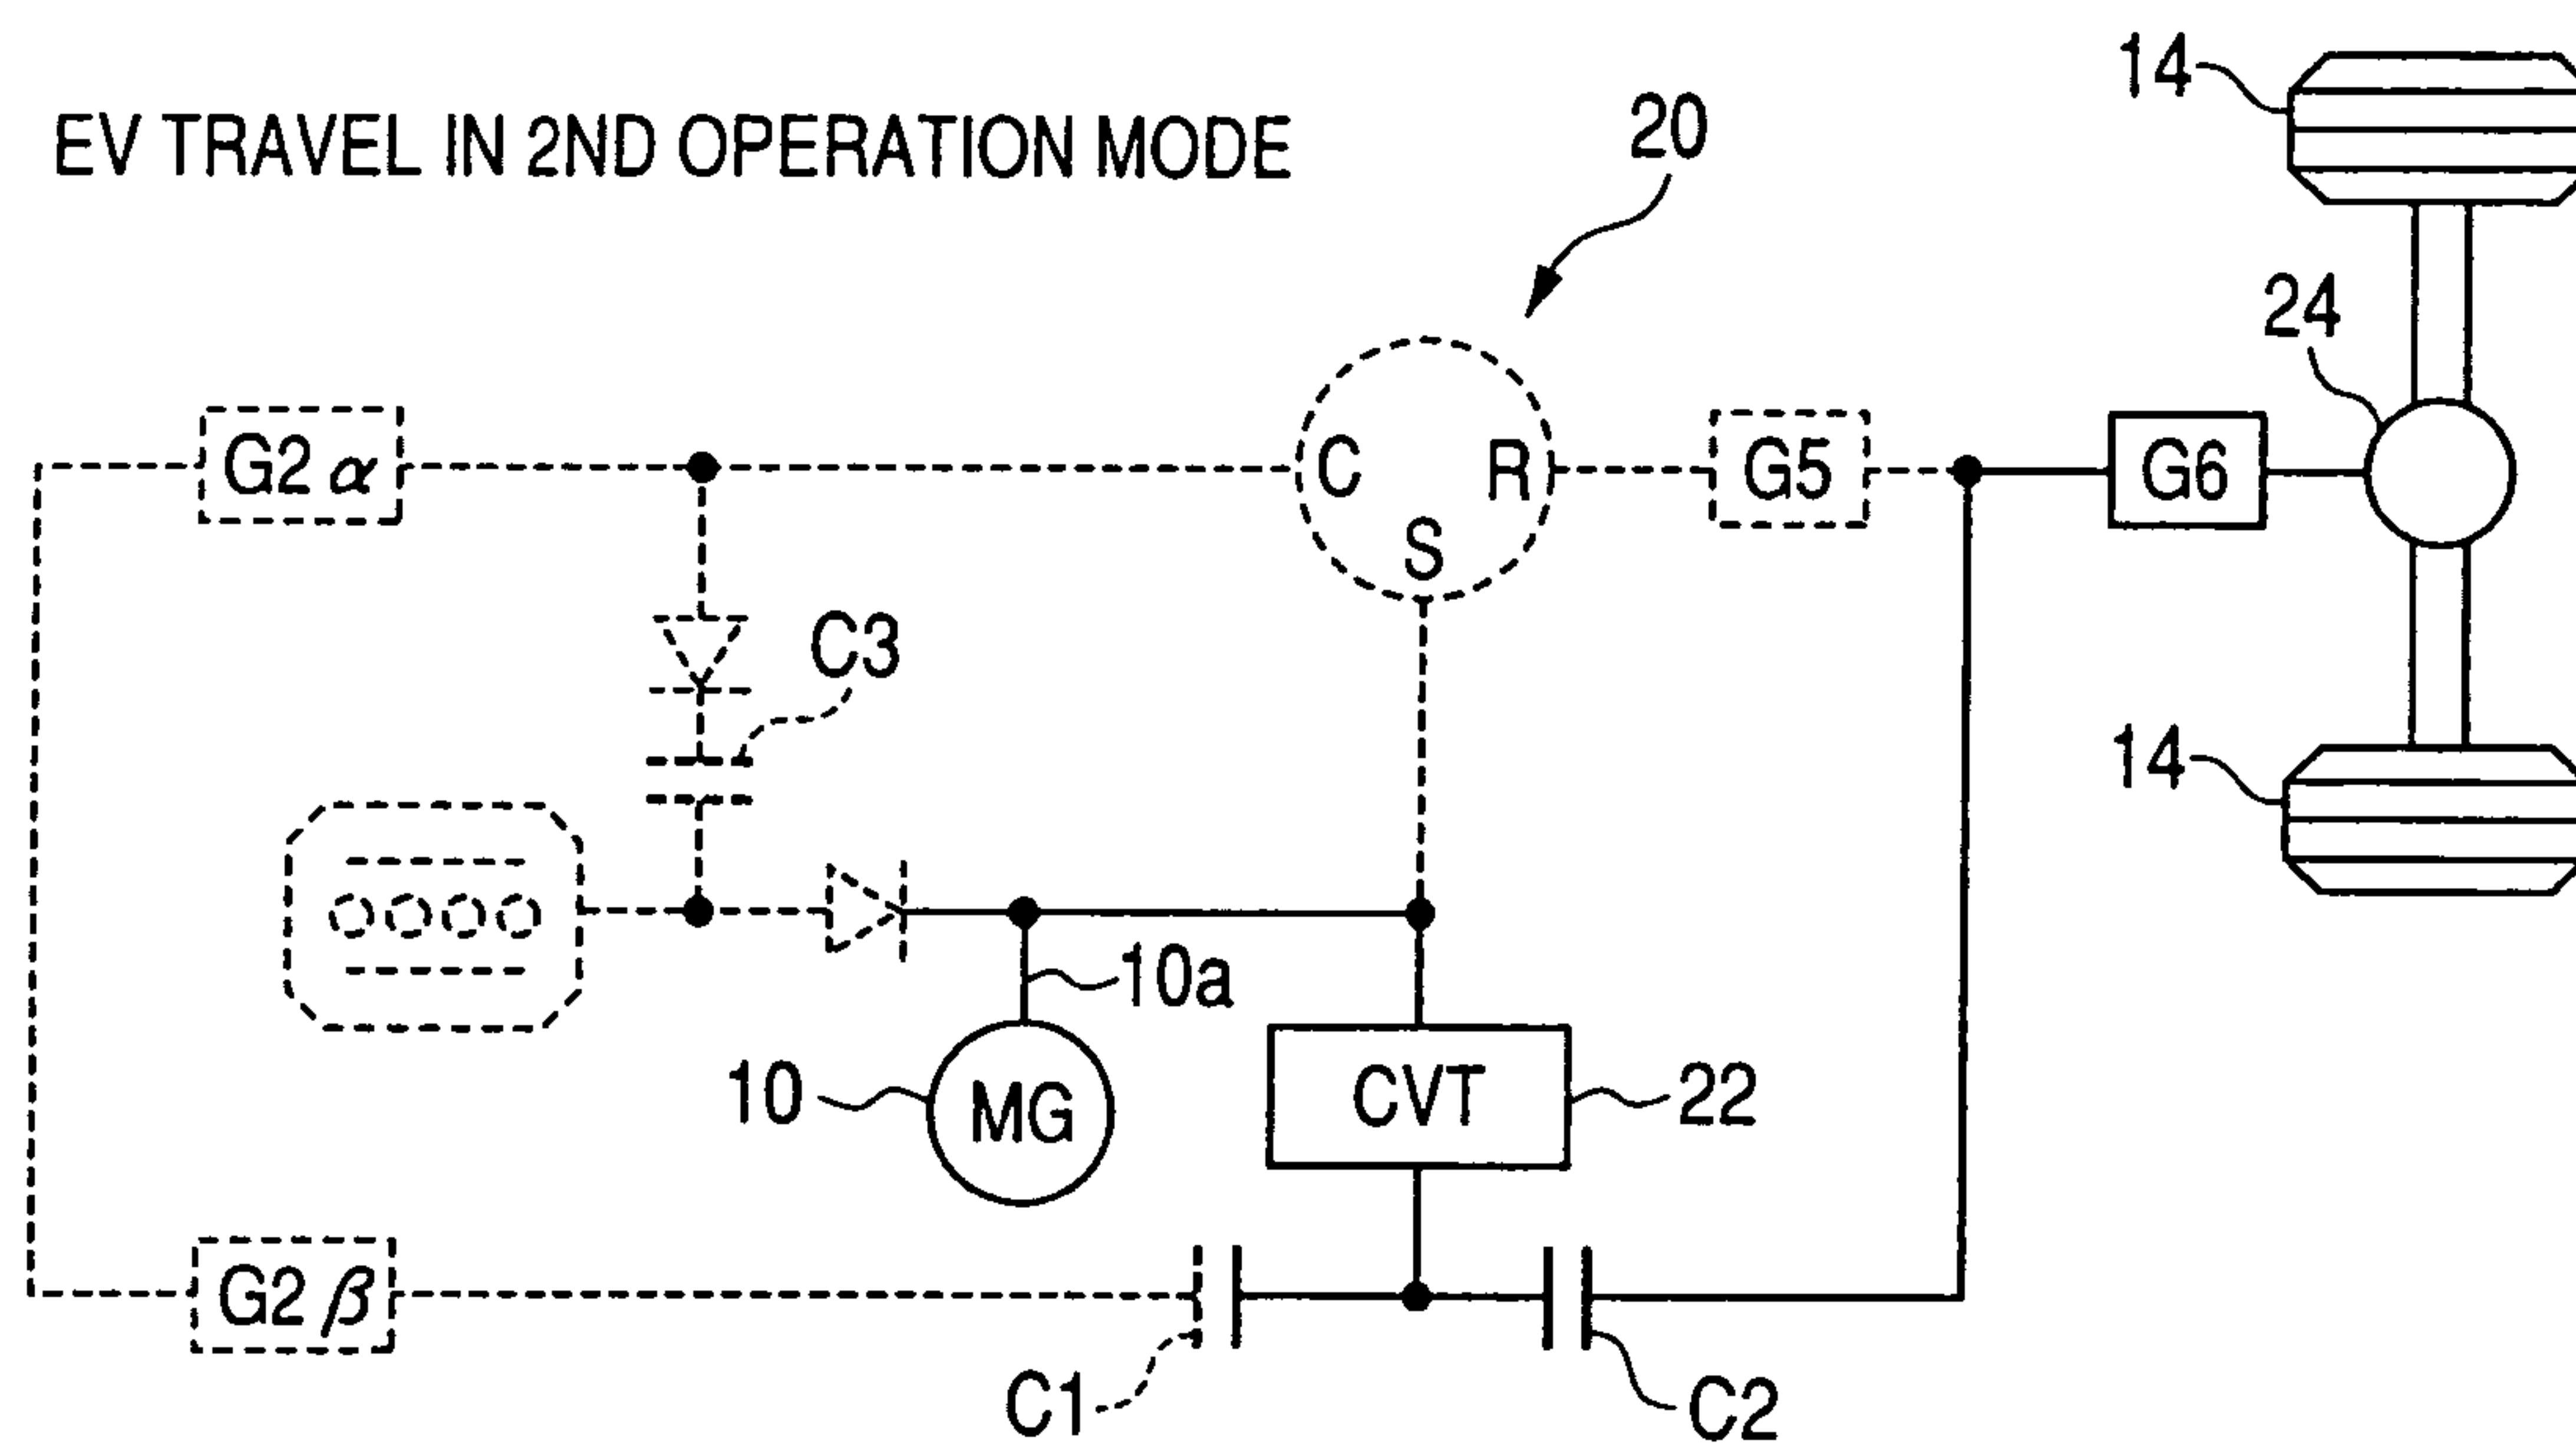 EV TRAVEL IN 2ND OPERATION MODE
14
20
24
G2 α
C
R
S
G5
G6
C3
14
10a
10
MG
CVT
22
G2 β
C1
C2